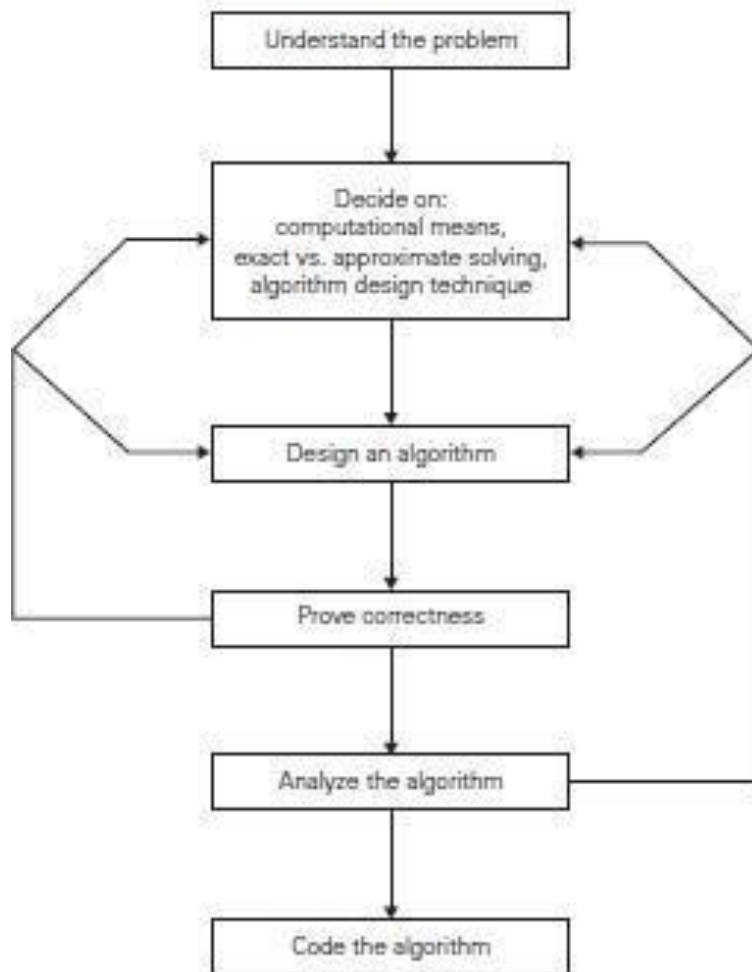 Understand the problem
Decide on:
computational means,
exact vs. approximate solving,
algorithm design technique
Design an algorithm
Prove correctness
Analyze the algorithm
Code the algorithm